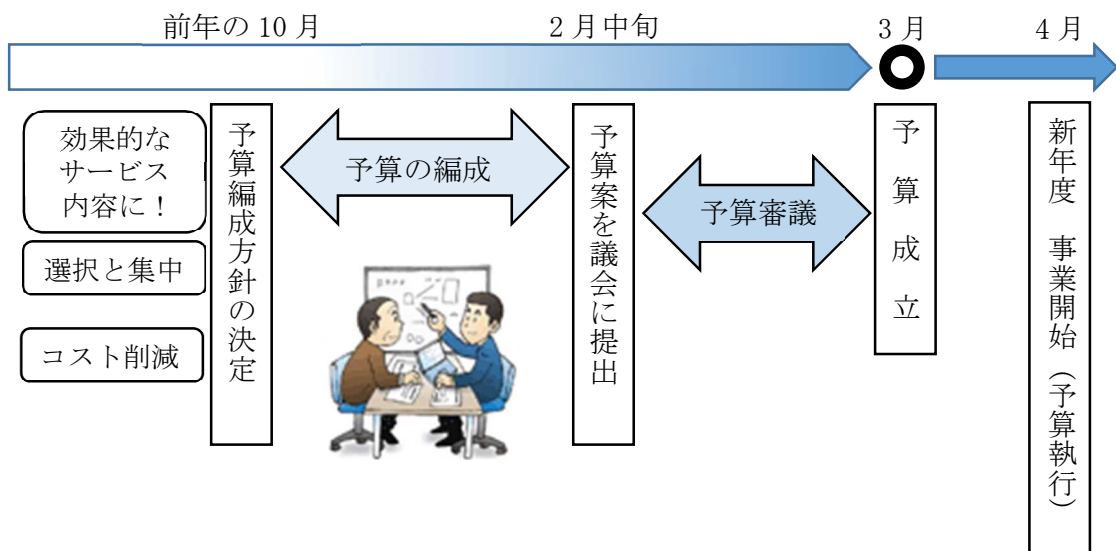 前年の 10 月
2 月中旬
3 月
4 月
効果的な
サービス
内容に！
選択と集中
コスト削減
予算編成方針の決定
予算の編成
予算案を議会に提出
予算審議
予算成立
新年度　事業開始（予算執行）